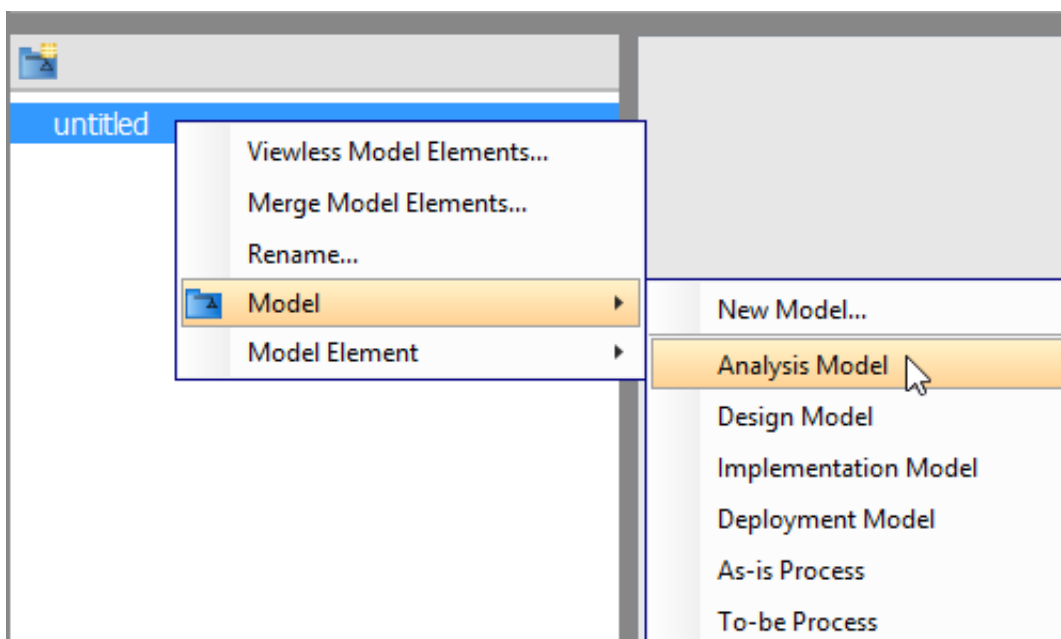 untitled
Viewless Model Elements...
Merge Model Elements...
Rename...
Model
Model Element
New Model...
Analysis Model
Design Model
Implementation Model
Deployment Model
As-is Process
To-be Process